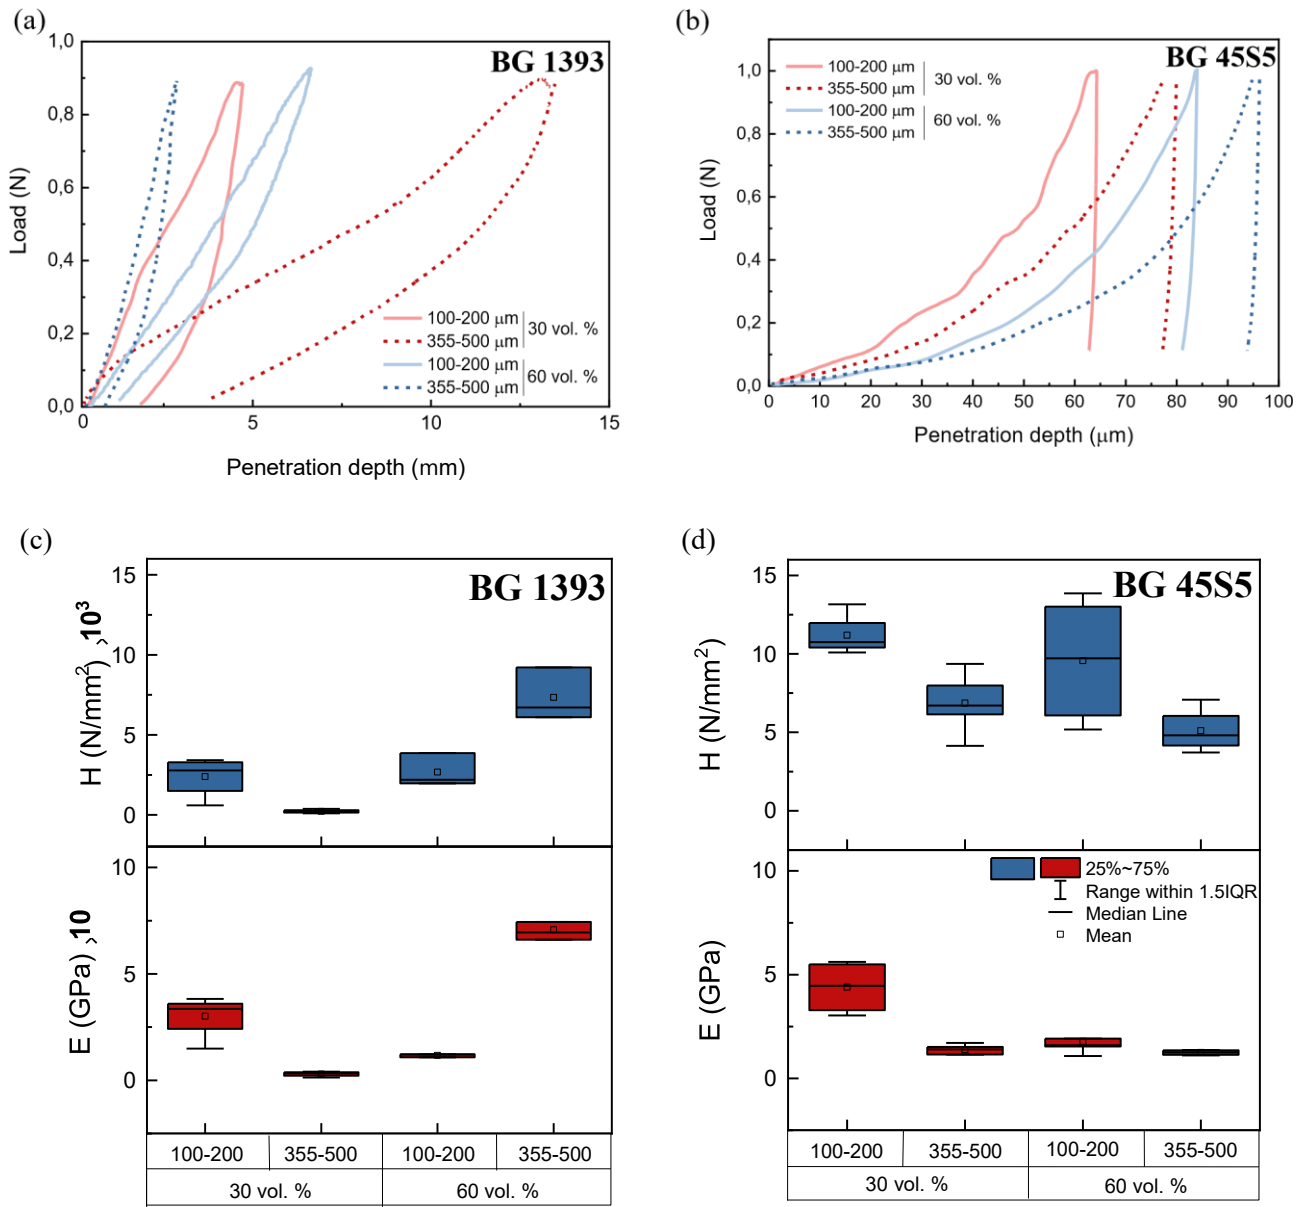 (a)
BG 1393
1,0
0,8
0,6
0,4
0,2
0,0
Load (N)
0
5
10
15
Penetration depth (mm)
100-200 μm
355-500 μm
30 vol. %
100-200 μm
355-500 μm
60 vol. %
(b)
BG 45S5
1,0
0,8
0,6
0,4
0,2
0,0
Load (N)
0 10 20 30 40 50 60 70 80 90 100
Penetration depth (μm)
100-200 μm
355-500 μm
30 vol. %
100-200 μm
355-500 μm
60 vol. %
(c)
BG 1393
15
10
5
0
H (N/mm²) ,10³
10
5
0
E (GPa) ,10
100-200 355-500 100-200 355-500
30 vol. % 60 vol. %
(d)
BG 45S5
15
10
5
0
H (N/mm²)
10
5
0
E (GPa)
25%~75%
Range within 1.5IQR
Median Line
Mean
100-200 355-500 100-200 355-500
30 vol. % 60 vol. %